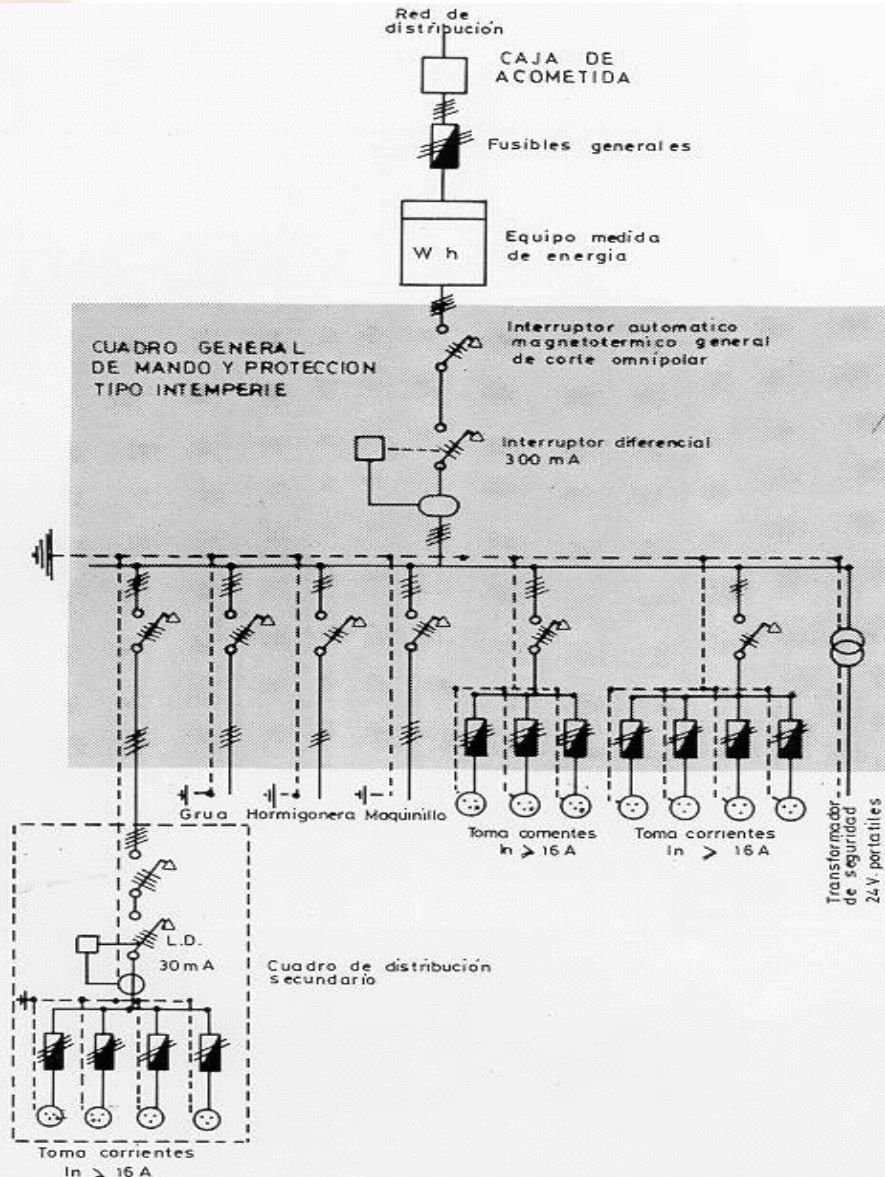 Red de
distribución
CAJA DE
ACOMETIDA
Fusibles generales
Equipo medida
de energia
W h
CUADRO GENERAL
DE MANDO Y PROTECCION
TIPO INTEMPERIE
Interruptor automatico
magnetotermico general
de corte omnipolar
Interruptor diferencial
300 mA
Grua
Hormigonera
Maquinillo
Toma corrientes
In ⩾ 16 A
Toma corrientes
In > 16 A
Transformador
de seguridad
24 V. portatiles
I.D.
30 mA
Cuadro de distribución
secundario
Toma corrientes
In ⩾ 16 A